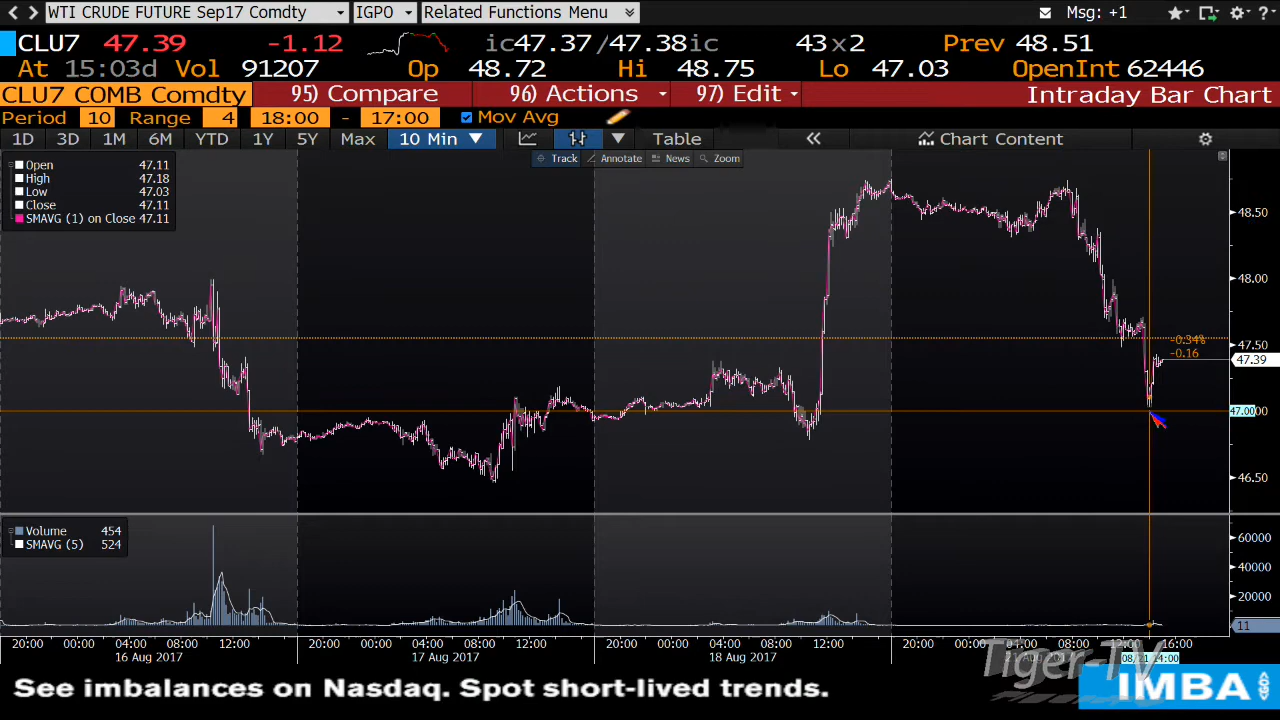 WTI CRUDE FUTURE Sep17 Comdty IGPO Related Functions Menu Msg: +1 ?
CLU7 47.39 -1.12 ic47.37/47.38ic 43x2 Prev 48.51
At 15:03d Vol 91207 Op 48.72 Hi 48.75 Lo 47.03 OpenInt 62446
CLU7 COMB Comdty 95) Compare 96) Actions 97) Edit Intraday Bar Chart
Period 10 Range 4 18:00 - 17:00 Mov Avg
1D 3D 1M 6M YTD 1Y 5Y Max 10 Min Table Chart Content
Track Annotate News Zoom
Open 47.11
High 47.18
Low 47.03
Close 47.11
SMAVG (1) on Close 47.11
48.50
48.00
47.50
-0.34%
-0.16
47.39
47.00
46.50
Volume 454
SMAVG (5) 524
60000
40000
20000
11
20:00 00:00 04:00 08:00 12:00 20:00 00:00 04:00 08:00 12:00 20:00 00:00 04:00 08:00 12:00 20:00 00:00 04:00 08:00 12:00 16:00
16 Aug 2017 17 Aug 2017 18 Aug 2017 08/21 14:00
Tiger-TV
See imbalances on Nasdaq. Spot short-lived trends.
IMBA